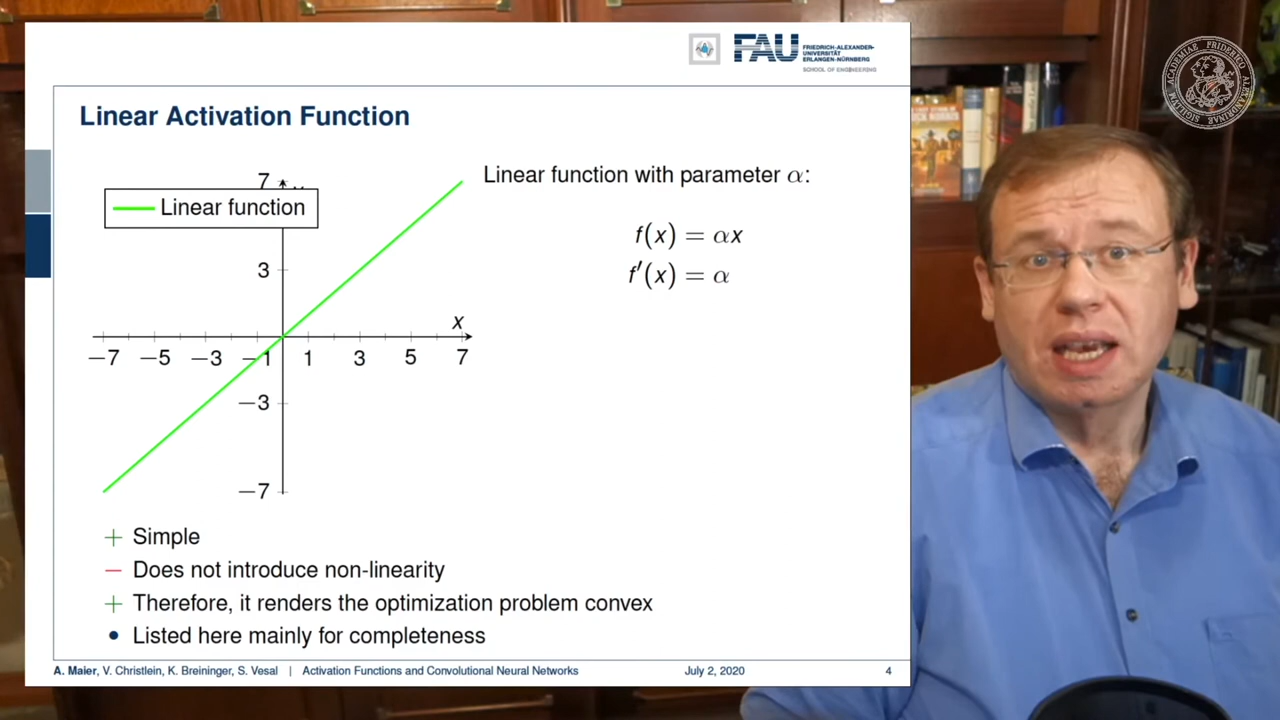 FAU
FRIEDRICH-ALEXANDER-
UNIVERSITÄT
ERLANGEN-NÜRNBERG
SCHOOL OF ENGINEERING
Linear Activation Function
Linear function with parameter α:
f(x) = αx
f′(x) = α
7
Linear function
3
x
−7 −5 −3 −1 1 3 5 7
−3
−7
+ Simple
− Does not introduce non-linearity
+ Therefore, it renders the optimization problem convex
• Listed here mainly for completeness
A. Maier, V. Christlein, K. Breininger, S. Vesal | Activation Functions and Convolutional Neural Networks July 2, 2020 4